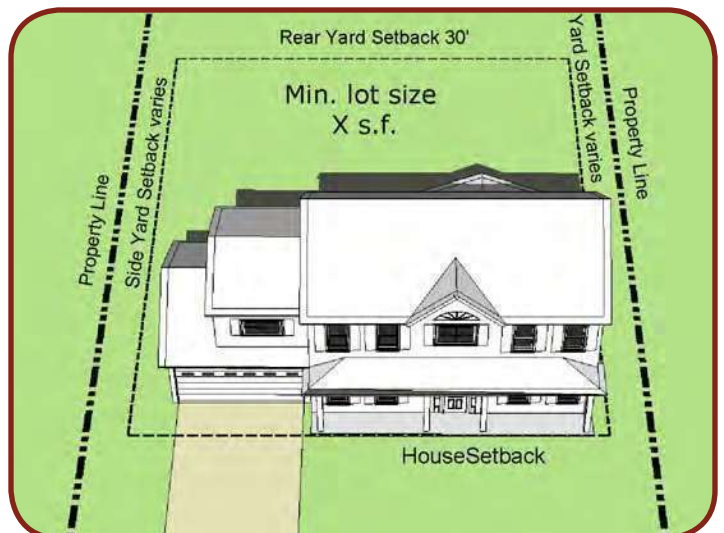 Rear Yard Setback 30'
Min. lot size
X s.f.
Property Line
Side Yard Setback varies
Yard Setback varies
Property Line
HouseSetback